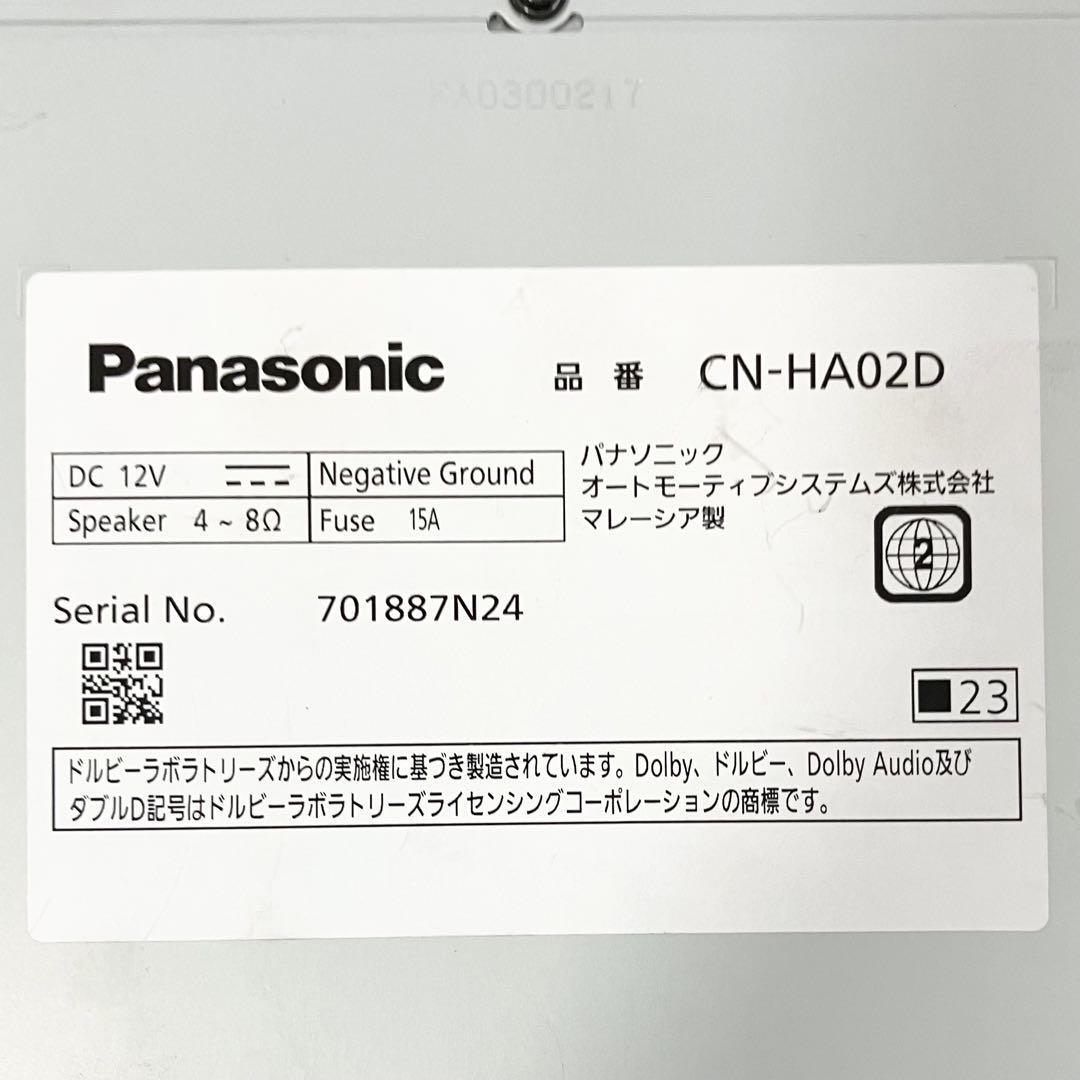 A0300217
Panasonic 品番 CN-HA02D
DC 12V Negative Ground
Speaker 4 ~ 8Ω Fuse 15A
パナソニック
オートモーティブシステムズ株式会社
マレーシア製
2
Serial No. 701887N24
■23
ドルビーラボラトリーズからの実施権に基づき製造されています。Dolby、ドルビー、Dolby Audio及び
ダブルD記号はドルビーラボラトリーズライセンシングコーポレーションの商標です。